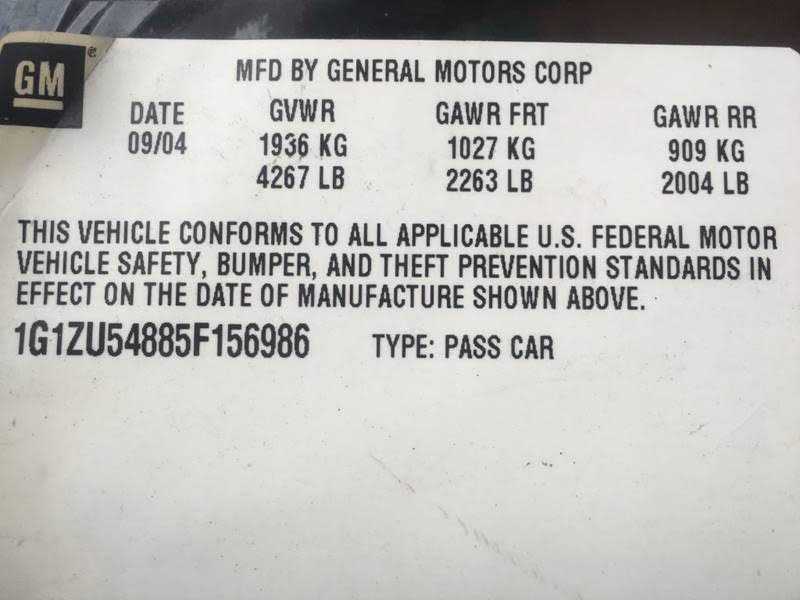 GM
MFD BY GENERAL MOTORS CORP
DATE GVWR GAWR FRT GAWR RR
09/04 1936 KG 1027 KG 909 KG
4267 LB 2263 LB 2004 LB
THIS VEHICLE CONFORMS TO ALL APPLICABLE U.S. FEDERAL MOTOR
VEHICLE SAFETY, BUMPER, AND THEFT PREVENTION STANDARDS IN
EFFECT ON THE DATE OF MANUFACTURE SHOWN ABOVE.
1G1ZU54885F156986 TYPE: PASS CAR